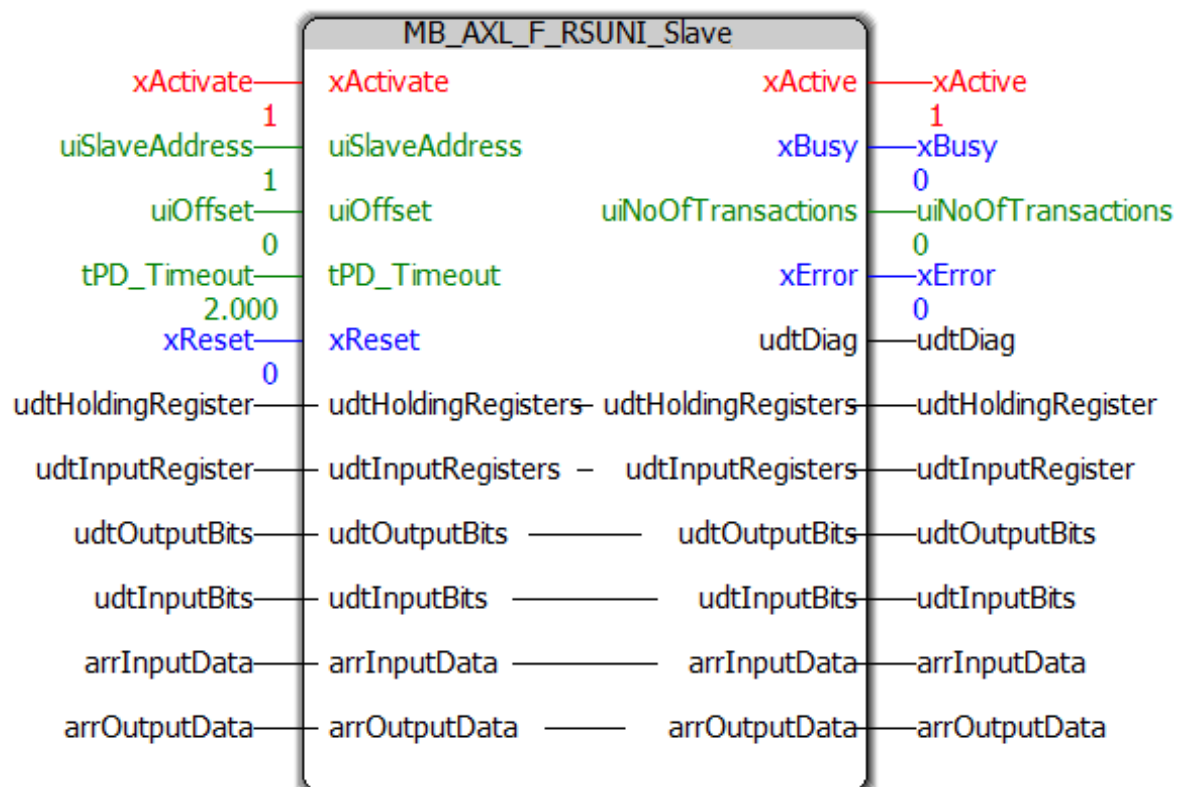 MB_AXL_F_RSUNI_Slave
xActivate xActivate xActive xActive
1 1
uiSlaveAddress uiSlaveAddress xBusy xBusy
1 0
uiOffset uiOffset uiNoOfTransactions uiNoOfTransactions
0 0
tPD_Timeout tPD_Timeout xError xError
2.000 0
xReset xReset udtDiag udtDiag
0
udtHoldingRegister udtHoldingRegisters udtHoldingRegisters udtHoldingRegister
udtInputRegister udtInputRegisters udtInputRegisters udtInputRegister
udtOutputBits udtOutputBits udtOutputBits udtOutputBits
udtInputBits udtInputBits udtInputBits udtInputBits
arrInputData arrInputData arrInputData arrInputData
arrOutputData arrOutputData arrOutputData arrOutputData